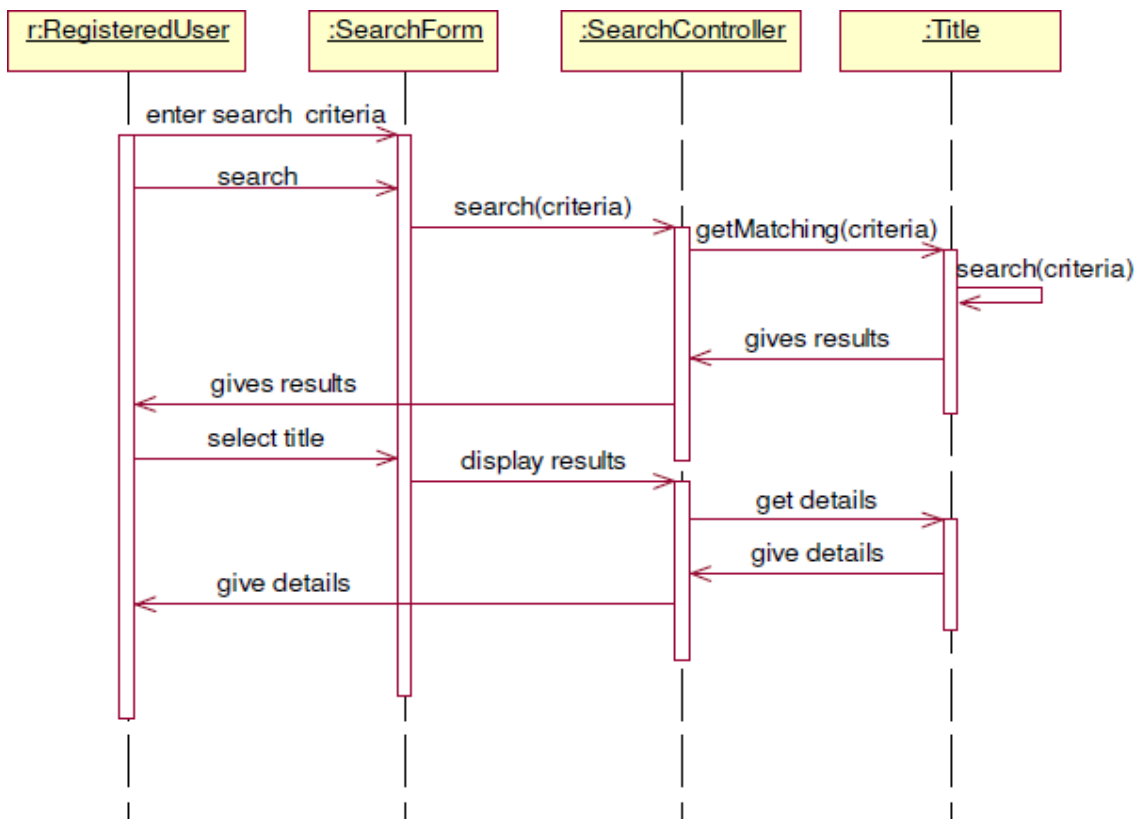 r:RegisteredUser
:SearchForm
:SearchController
:Title
enter search criteria
search
search(criteria)
getMatching(criteria)
search(criteria)
gives results
gives results
select title
display results
get details
give details
give details